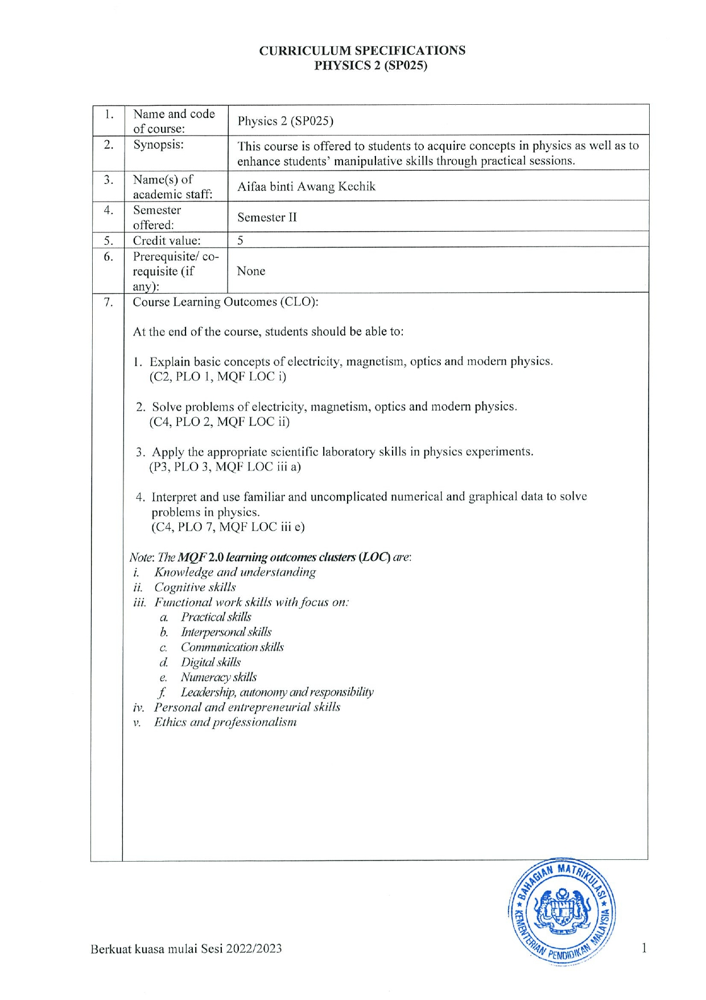 CURRICULUM SPECIFICATIONS
PHYSICS 2 (SP025)
1. Name and code
of course:
Physics 2 (SP025)
2. Synopsis:
This course is offered to students to acquire concepts in physics as well as to
enhance students' manipulative skills through practical sessions.
3. Name(s) of
academic staff:
Aifaa binti Awang Kechik
4. Semester
offered:
Semester II
5. Credit value:
5
6. Prerequisite/ co-
requisite (if
any):
None
7. Course Learning Outcomes (CLO):
At the end of the course, students should be able to:
1. Explain basic concepts of electricity, magnetism, optics and modern physics.
(C2, PLO 1, MQF LOC i)
2. Solve problems of electricity, magnetism, optics and modern physics.
(C4, PLO 2, MQF LOC ii)
3. Apply the appropriate scientific laboratory skills in physics experiments.
(P3, PLO 3, MQF LOC iii a)
4. Interpret and use familiar and uncomplicated numerical and graphical data to solve
problems in physics.
(C4, PLO 7, MQF LOC iii e)
Note: The MQF 2.0 learning outcomes clusters (LOC) are:
i. Knowledge and understanding
ii. Cognitive skills
iii. Functional work skills with focus on:
a. Practical skills
b. Interpersonal skills
c. Communication skills
d. Digital skills
e. Numeracy skills
f. Leadership, autonomy and responsibility
iv. Personal and entrepreneurial skills
v. Ethics and professionalism
BAHAGIAN MATRIKULASI
KEMENTERIAN PENDIDIKAN MALAYSIA
Berkuat kuasa mulai Sesi 2022/2023
1